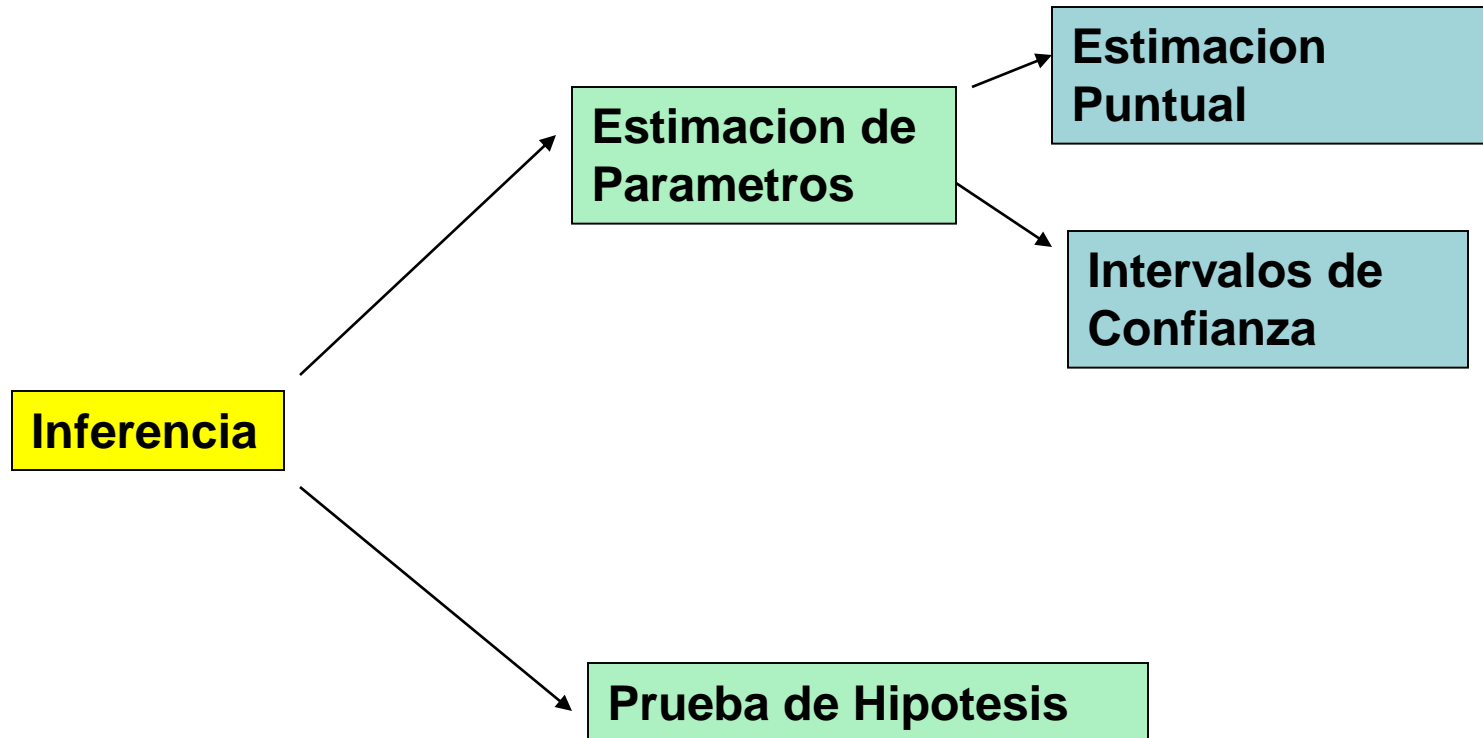 Estimacion
Puntual
Estimacion de
Parametros
Intervalos de
Confianza
Inferencia
Prueba de Hipotesis